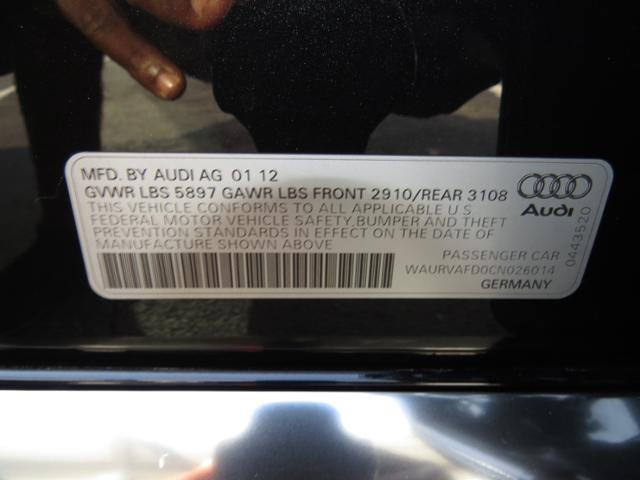 MFD. BY AUDI AG 01 12
GVWR LBS 5897 GAWR LBS FRONT 2910/REAR 3108
THIS VEHICLE CONFORMS TO ALL APPLICABLE U S
FEDERAL MOTOR VEHICLE SAFETY,BUMPER AND THEFT
PREVENTION STANDARDS IN EFFECT ON THE DATE OF
MANUFACTURE SHOWN ABOVE
PASSENGER CAR
WAURVAFD0CN026014
GERMANY
Audi
0443520